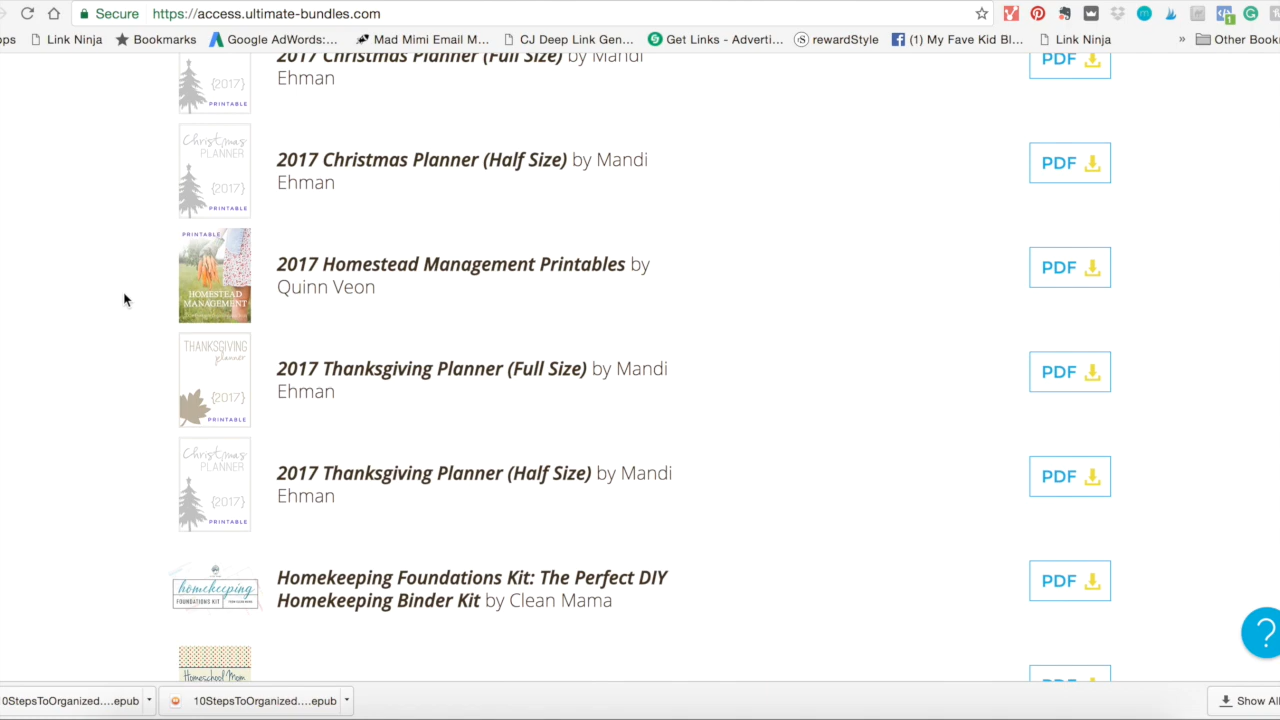 Secure https://access.ultimate-bundles.com
ops Link Ninja Bookmarks Google AdWords:... Mad Mimi Email M... CJ Deep Link Gen... Get Links - Adverti... rewardStyle (1) My Fave Kid Bl... Link Ninja » Other Book
2017 Christmas Planner (Full Size) by Mandi
Ehman
PDF
{2017}
PRINTABLE
Christmas
PLANNER
{2017}
PRINTABLE
2017 Christmas Planner (Half Size) by Mandi
Ehman
PDF
PRINTABLE
HOMESTEAD
MANAGEMENT
2017 Homestead Management Printables by
Quinn Veon
PDF
THANKSGIVING
planner
{2017}
PRINTABLE
2017 Thanksgiving Planner (Full Size) by Mandi
Ehman
PDF
Christmas
PLANNER
{2017}
PRINTABLE
2017 Thanksgiving Planner (Half Size) by Mandi
Ehman
PDF
homekeeping
FOUNDATIONS KIT
Homekeeping Foundations Kit: The Perfect DIY
Homekeeping Binder Kit by Clean Mama
PDF
?
Homeschool Mom
PDF
0StepsToOrganized....epub 10StepsToOrganized....epub Show All